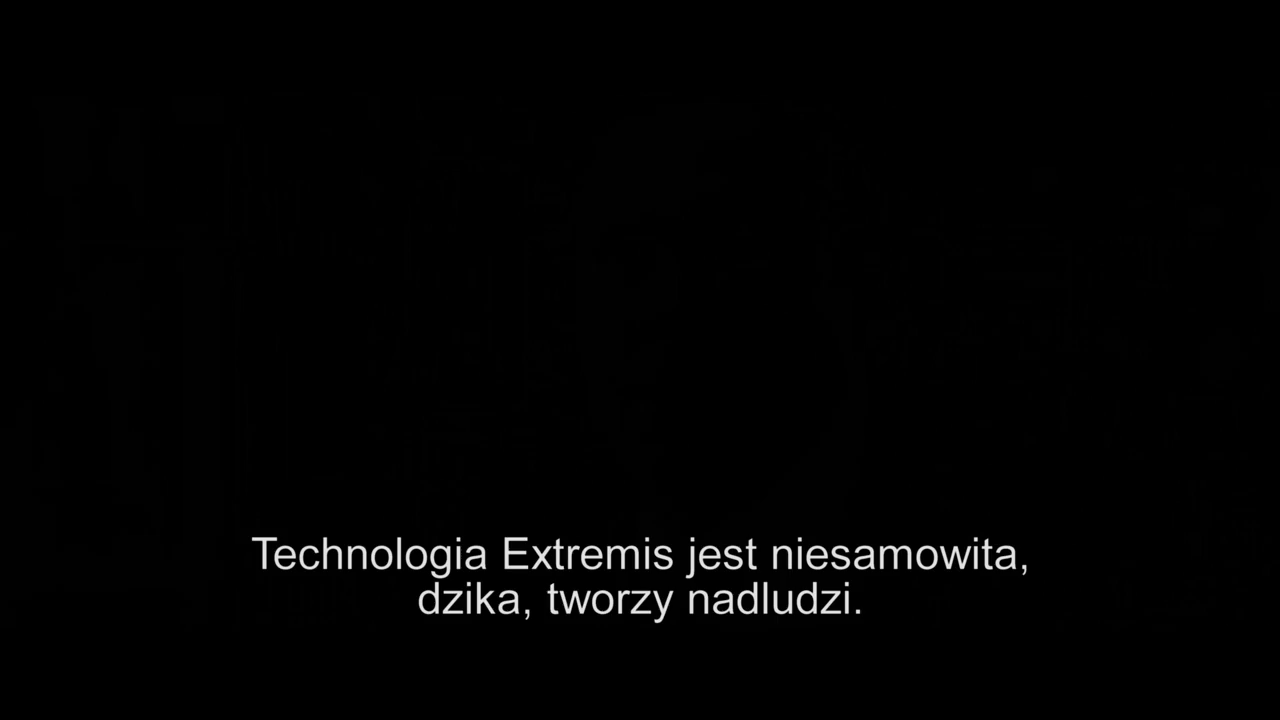 Technologia Extremis jest niesamowita,
dzika, tworzy nadludzi.